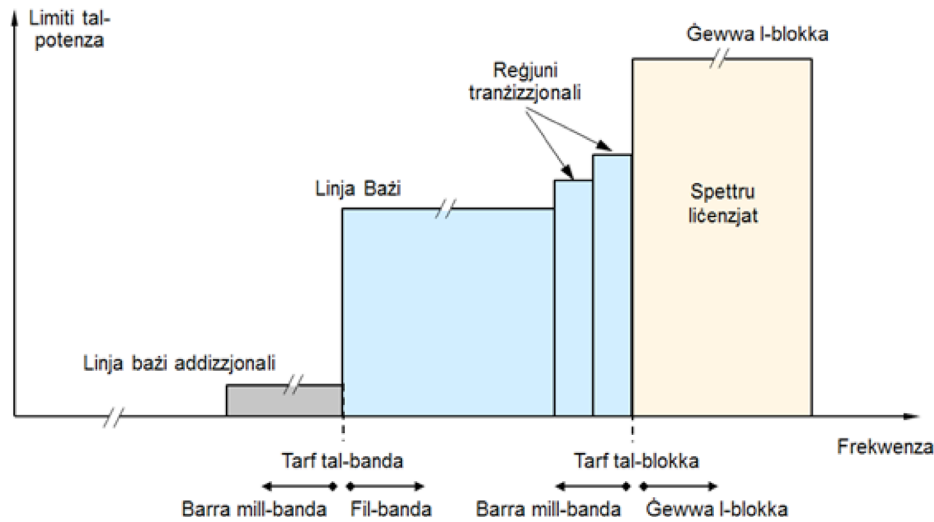 Limiti tal-
potenza
Ġewwa l-blokka
Reġjuni
tranżizzjonali
Linja Bażi
Spettru
liċenzjat
Linja bażi addizzjonali
Frekwenza
Tarf tal-banda
Tarf tal-blokka
Barra mill-banda
Fil-banda
Barra mill-banda
Ġewwa l-blokka